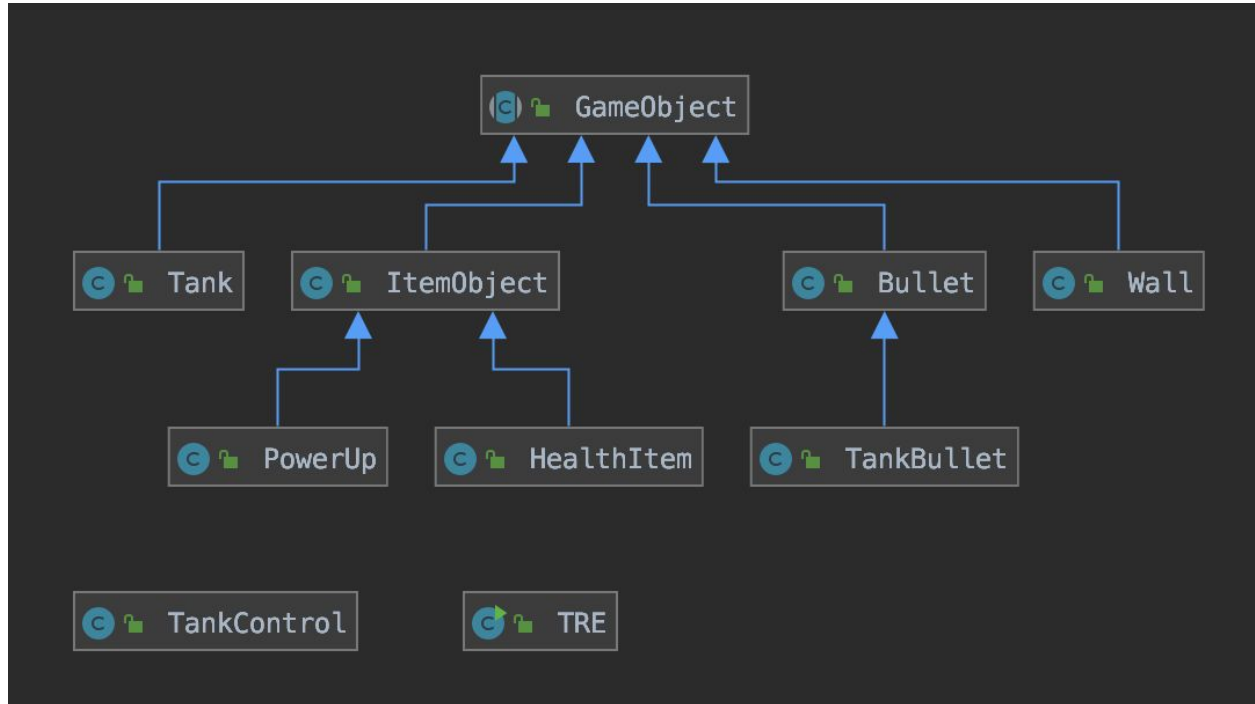 GameObject
Tank
ItemObject
Bullet
Wall
PowerUp
HealthItem
TankBullet
TankControl
TRE